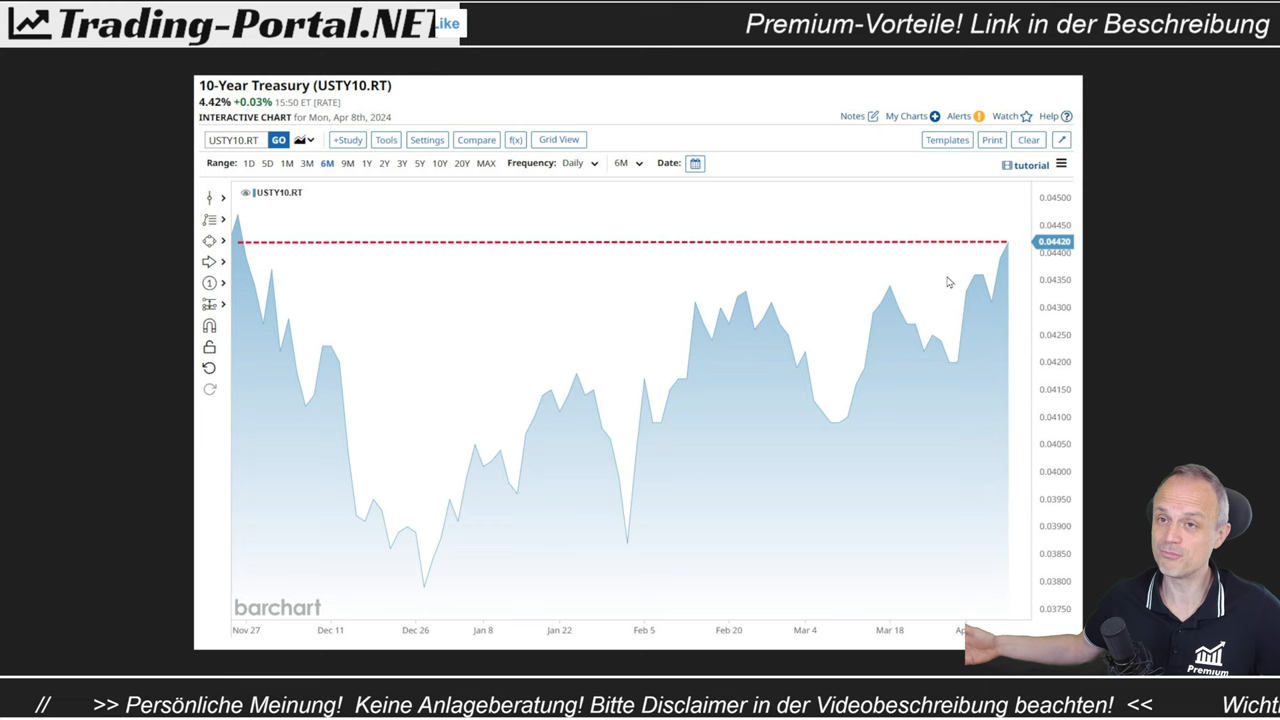 Trading-Portal.NET
ike
Premium-Vorteile! Link in der Beschreibung
10-Year Treasury (USTY10.RT)
4.42% +0.03% 15:50 ET [RATE]
INTERACTIVE CHART for Mon, Apr 8th, 2024
Notes My Charts Alerts Watch Help
USTY10.RT GO +Study Tools Settings Compare f(x) Grid View Templates Print Clear
Range: 1D 5D 1M 3M 6M 9M 1Y 2Y 3Y 5Y 10Y 20Y MAX Frequency: Daily 6M Date: tutorial
USTY10.RT
0.04500
0.04450
0.04420
0.04400
0.04350
0.04300
0.04250
0.04200
0.04150
0.04100
0.04050
0.04000
0.03950
0.03900
0.03850
0.03800
0.03750
barchart
Nov 27 Dec 11 Dec 26 Jan 8 Jan 22 Feb 5 Feb 20 Mar 4 Mar 18 Ap
Premium
// >> Persönliche Meinung! Keine Anlageberatung! Bitte Disclaimer in der Videobeschreibung beachten! << Wicht